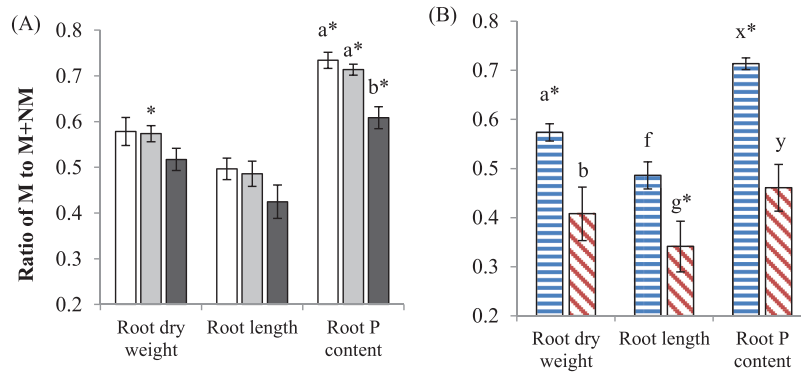 (A)
Ratio of M to M+NM
0.8
0.7
0.6
0.5
0.4
0.3
0.2
*
a*
a*
b*
Root dry
weight
Root length
Root P
content
(B)
0.8
0.7
0.6
0.5
0.4
0.3
0.2
a*
b
f
g*
x*
y
Root dry
weight
Root length
Root P
content